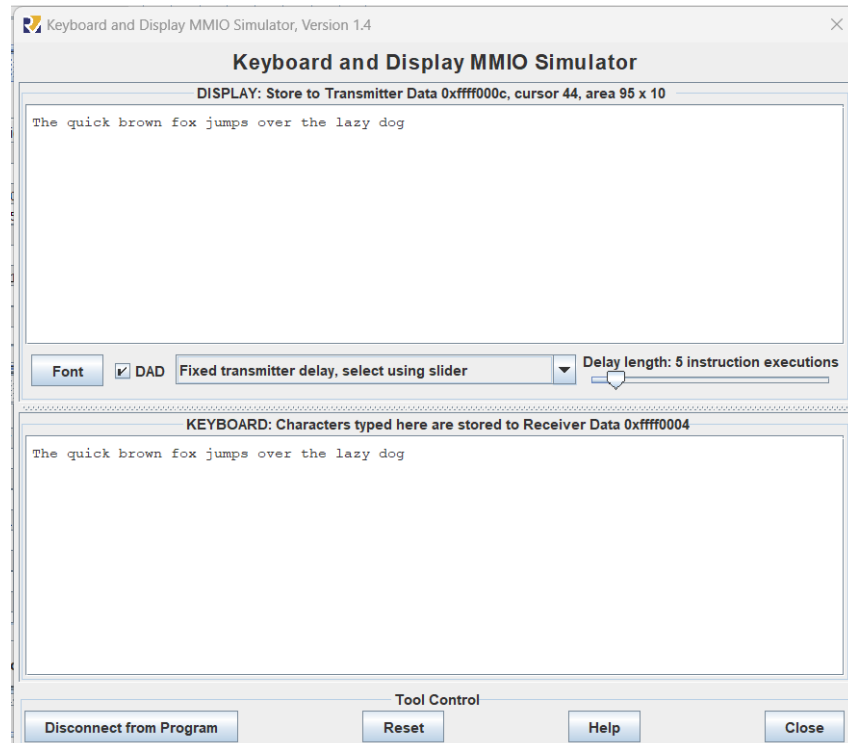 Keyboard and Display MMIO Simulator, Version 1.4
Keyboard and Display MMIO Simulator
DISPLAY: Store to Transmitter Data 0xffff000c, cursor 44, area 95 x 10
The quick brown fox jumps over the lazy dog
Font DAD Fixed transmitter delay, select using slider Delay length: 5 instruction executions
KEYBOARD: Characters typed here are stored to Receiver Data 0xffff0004
The quick brown fox jumps over the lazy dog
Tool Control
Disconnect from Program Reset Help Close